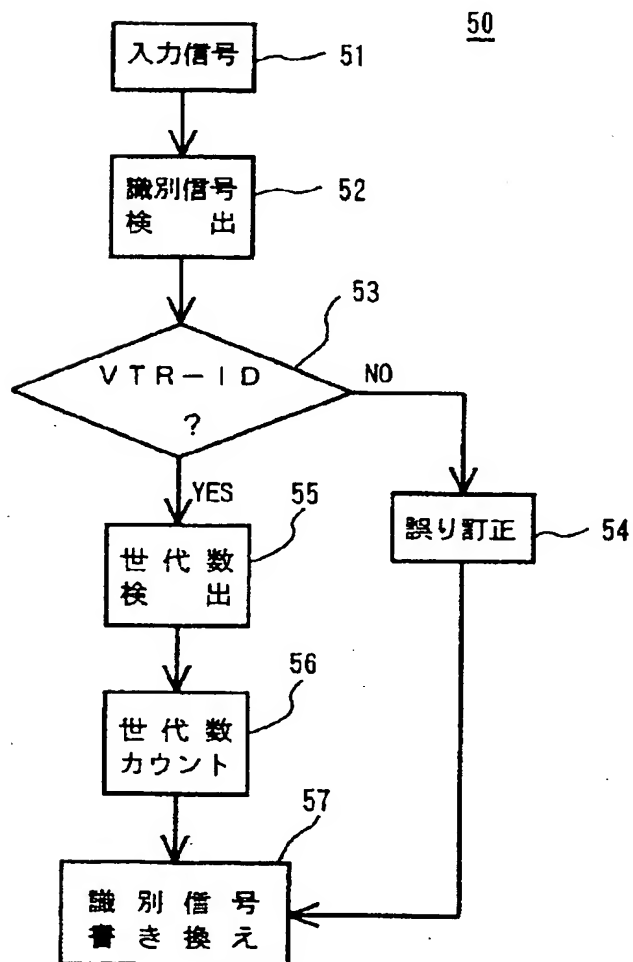 50
入力信号
51
識別信号
検出
52
53
VTR-ID
?
NO
YES
誤り訂正
54
55
世代数
検出
56
世代数
カウント
57
識別信号
書き換え